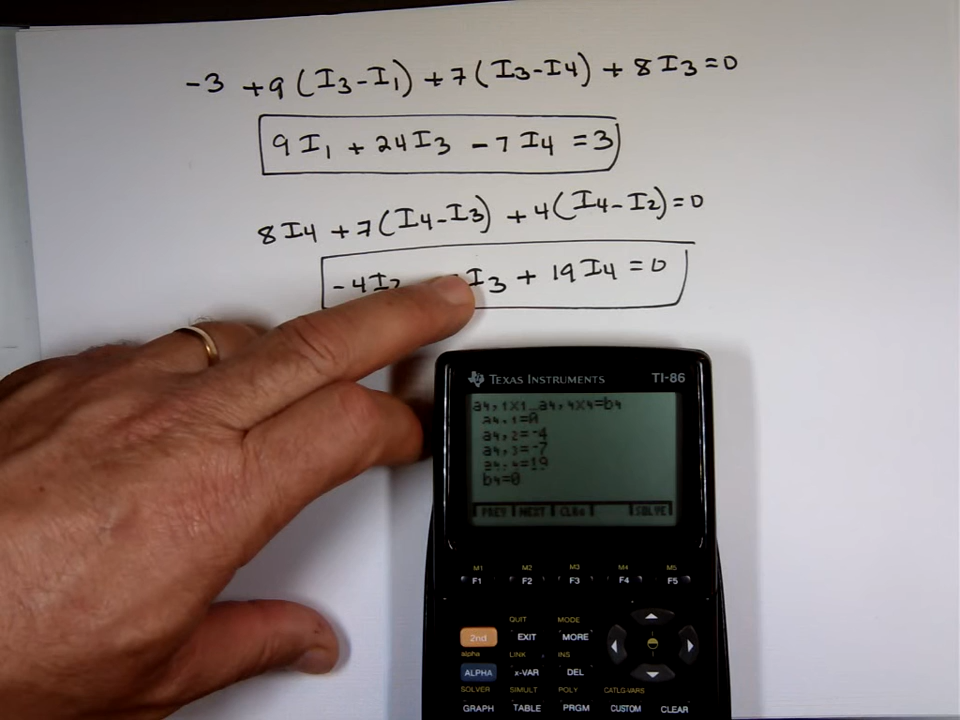 -3 +9(I3-I1)+7(I3-I4)+8I3=0
9I1+24I3-7I4=3
8I4+7(I4-I3)+4(I4-I2)=0
-4I2 I3+19I4=0
TEXAS INSTRUMENTS TI-86
a4,1x1…a4,4x4=b4
a4,1=0
a4,2=-4
a4,3=-7
a4,4=19
b4=0
PREV NEXT CLRa SOLVE
M1 M2 M3 M4 M5
F1 F2 F3 F4 F5
QUIT MODE
2nd EXIT MORE
alpha LINK INS
ALPHA x-VAR DEL
SOLVER SIMULT POLY CATLG-VARS
GRAPH TABLE PRGM CUSTOM CLEAR